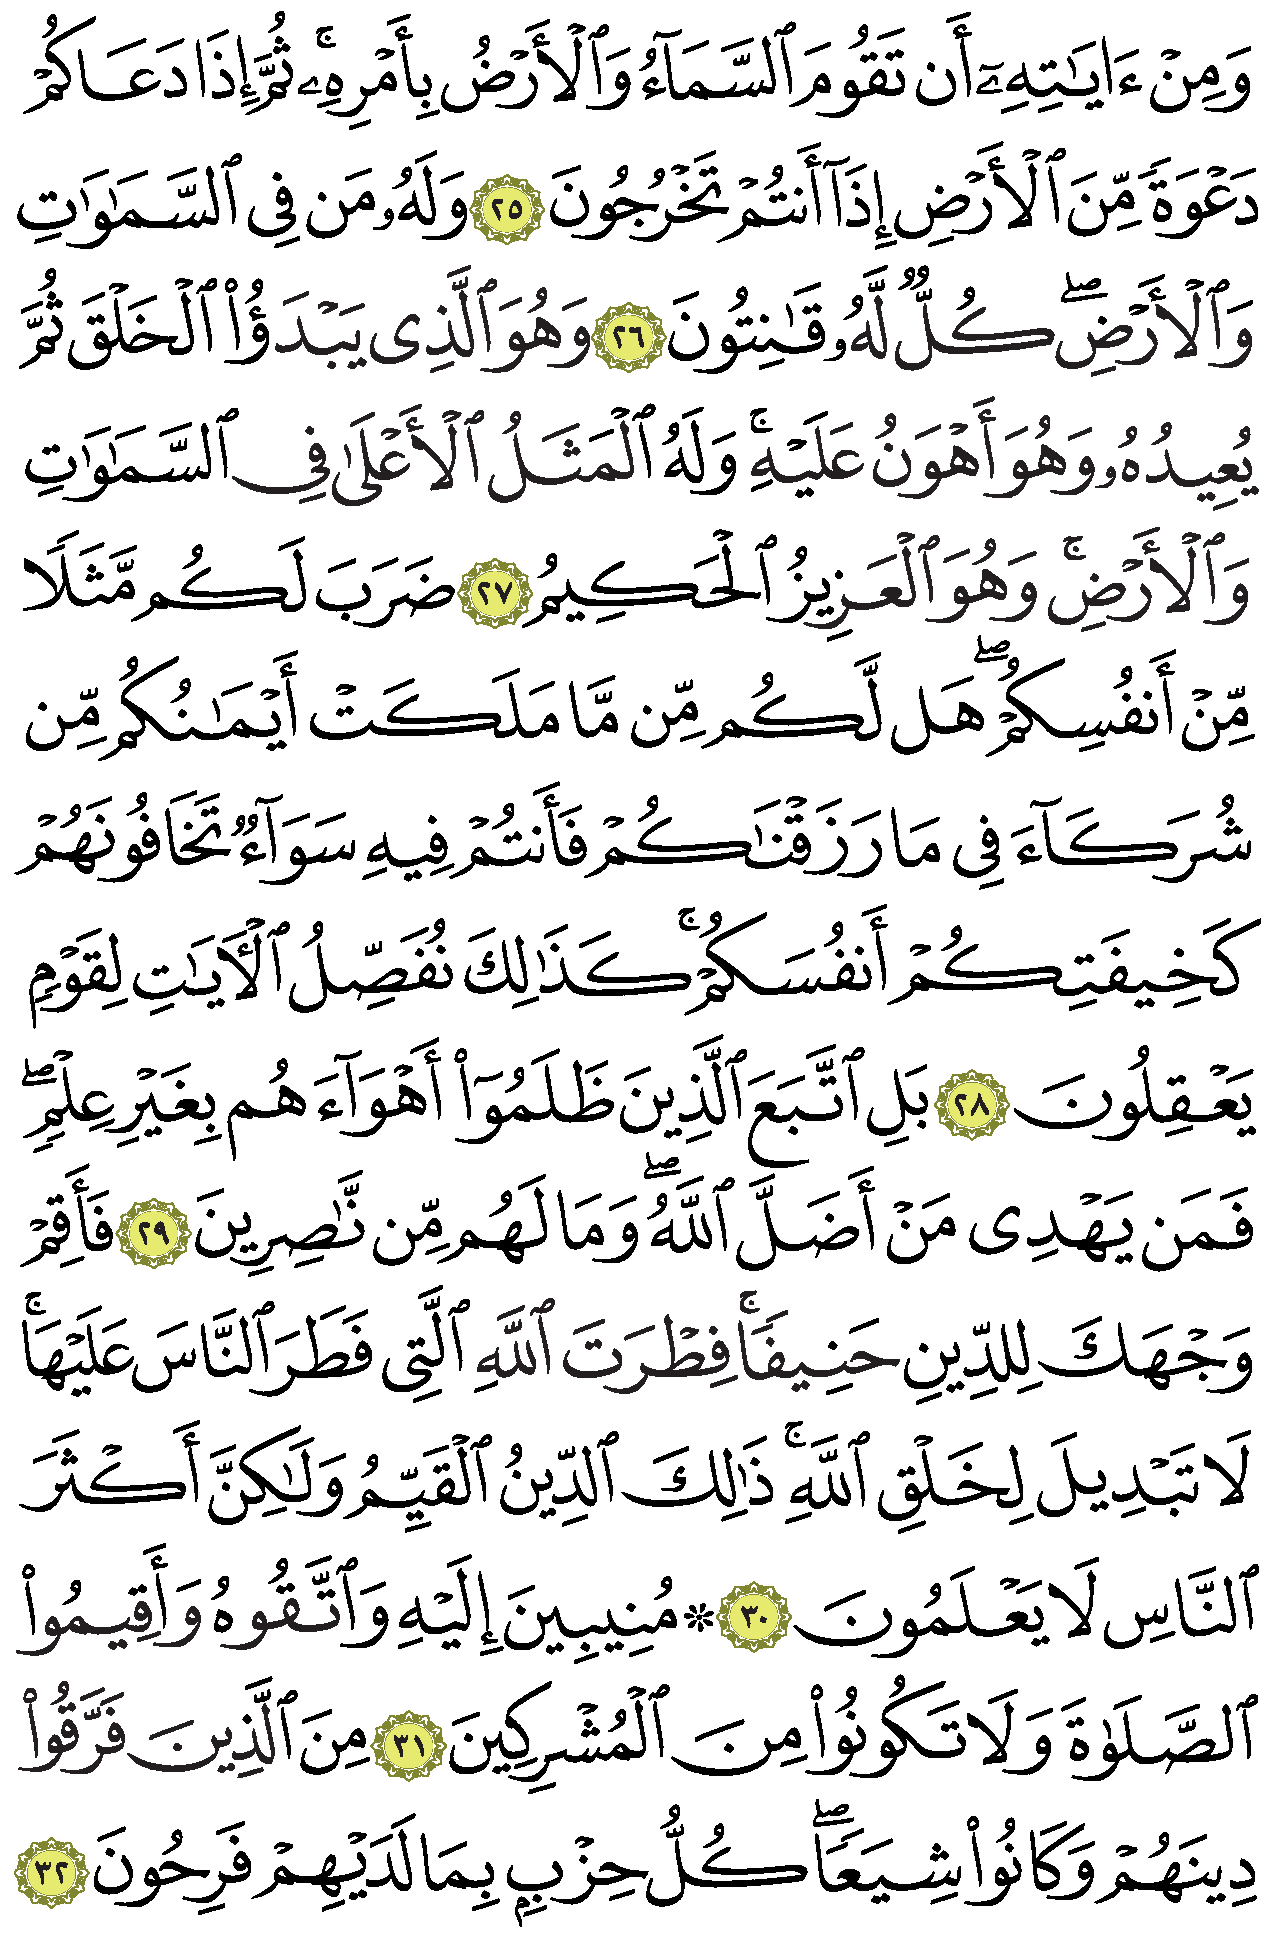 وَمِنْ ءَايَـٰتِهِۦٓ أَن تَقُومَ ٱلسَّمَآءُ وَٱلْأَرْضُ بِأَمْرِهِۦ ۚ ثُمَّ إِذَا دَعَاكُمْ
دَعْوَةً مِّنَ ٱلْأَرْضِ إِذَآ أَنتُمْ تَخْرُجُونَ ٢٥ وَلَهُۥ مَن فِى ٱلسَّمَـٰوَٰتِ
وَٱلْأَرْضِ ۖ كُلٌّ لَّهُۥ قَـٰنِتُونَ ٢٦ وَهُوَ ٱلَّذِى يَبْدَؤُا۟ ٱلْخَلْقَ ثُمَّ
يُعِيدُهُۥ وَهُوَ أَهْوَنُ عَلَيْهِ ۚ وَلَهُ ٱلْمَثَلُ ٱلْأَعْلَىٰ فِى ٱلسَّمَـٰوَٰتِ
وَٱلْأَرْضِ ۚ وَهُوَ ٱلْعَزِيزُ ٱلْحَكِيمُ ٢٧ ضَرَبَ لَكُم مَّثَلًا
مِّنْ أَنفُسِكُمْ ۖ هَل لَّكُم مِّن مَّا مَلَكَتْ أَيْمَـٰنُكُم مِّن
شُرَكَآءَ فِى مَا رَزَقْنَـٰكُمْ فَأَنتُمْ فِيهِ سَوَآءٌ تَخَافُونَهُمْ
كَخِيفَتِكُمْ أَنفُسَكُمْ ۚ كَذَٰلِكَ نُفَصِّلُ ٱلْـَٔايَـٰتِ لِقَوْمٍ
يَعْقِلُونَ ٢٨ بَلِ ٱتَّبَعَ ٱلَّذِينَ ظَلَمُوٓا۟ أَهْوَآءَهُم بِغَيْرِ عِلْمٍ ۖ
فَمَن يَهْدِى مَنْ أَضَلَّ ٱللَّهُ ۖ وَمَا لَهُم مِّن نَّـٰصِرِينَ ٢٩ فَأَقِمْ
وَجْهَكَ لِلدِّينِ حَنِيفًا ۚ فِطْرَتَ ٱللَّهِ ٱلَّتِى فَطَرَ ٱلنَّاسَ عَلَيْهَا ۚ
لَا تَبْدِيلَ لِخَلْقِ ٱللَّهِ ۚ ذَٰلِكَ ٱلدِّينُ ٱلْقَيِّمُ وَلَـٰكِنَّ أَكْثَرَ
ٱلنَّاسِ لَا يَعْلَمُونَ ٣٠ ۞ مُنِيبِينَ إِلَيْهِ وَٱتَّقُوهُ وَأَقِيمُوا۟
ٱلصَّلَوٰةَ وَلَا تَكُونُوا۟ مِنَ ٱلْمُشْرِكِينَ ٣١ مِنَ ٱلَّذِينَ فَرَّقُوا۟
دِينَهُمْ وَكَانُوا۟ شِيَعًا ۖ كُلُّ حِزْبٍۭ بِمَا لَدَيْهِمْ فَرِحُونَ ٣٢